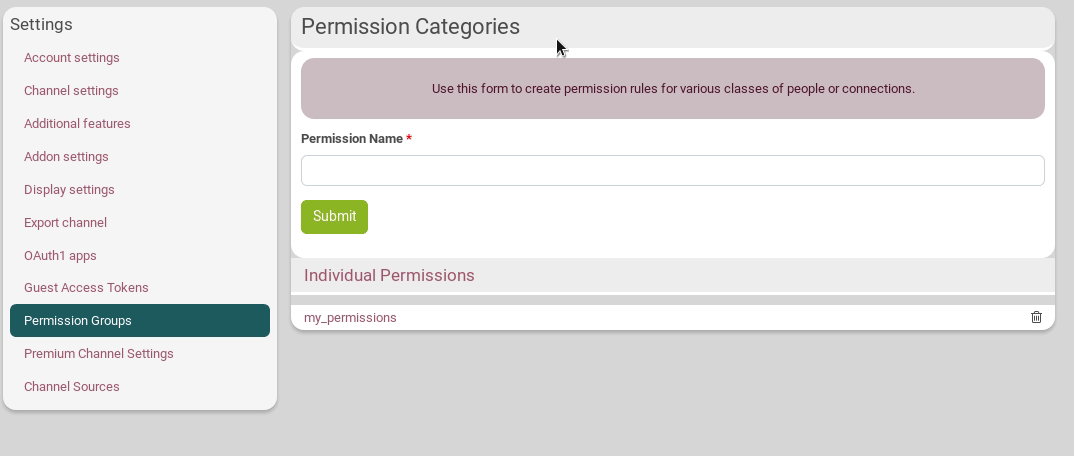 Settings
Account settings
Channel settings
Additional features
Addon settings
Display settings
Export channel
OAuth1 apps
Guest Access Tokens
Permission Groups
Premium Channel Settings
Channel Sources
Permission Categories
Use this form to create permission rules for various classes of people or connections.
Permission Name *
Submit
Individual Permissions
my_permissions